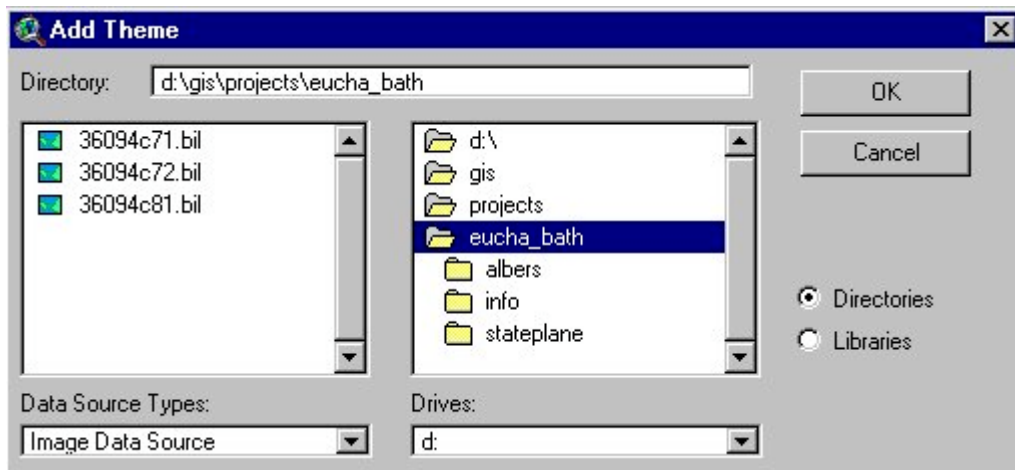 Add Theme
Directory: d:\gis\projects\eucha_bath
OK
Cancel
36094c71.bil
36094c72.bil
36094c81.bil
d:\
gis
projects
eucha_bath
albers
info
stateplane
Directories
Libraries
Data Source Types:
Image Data Source
Drives:
d: